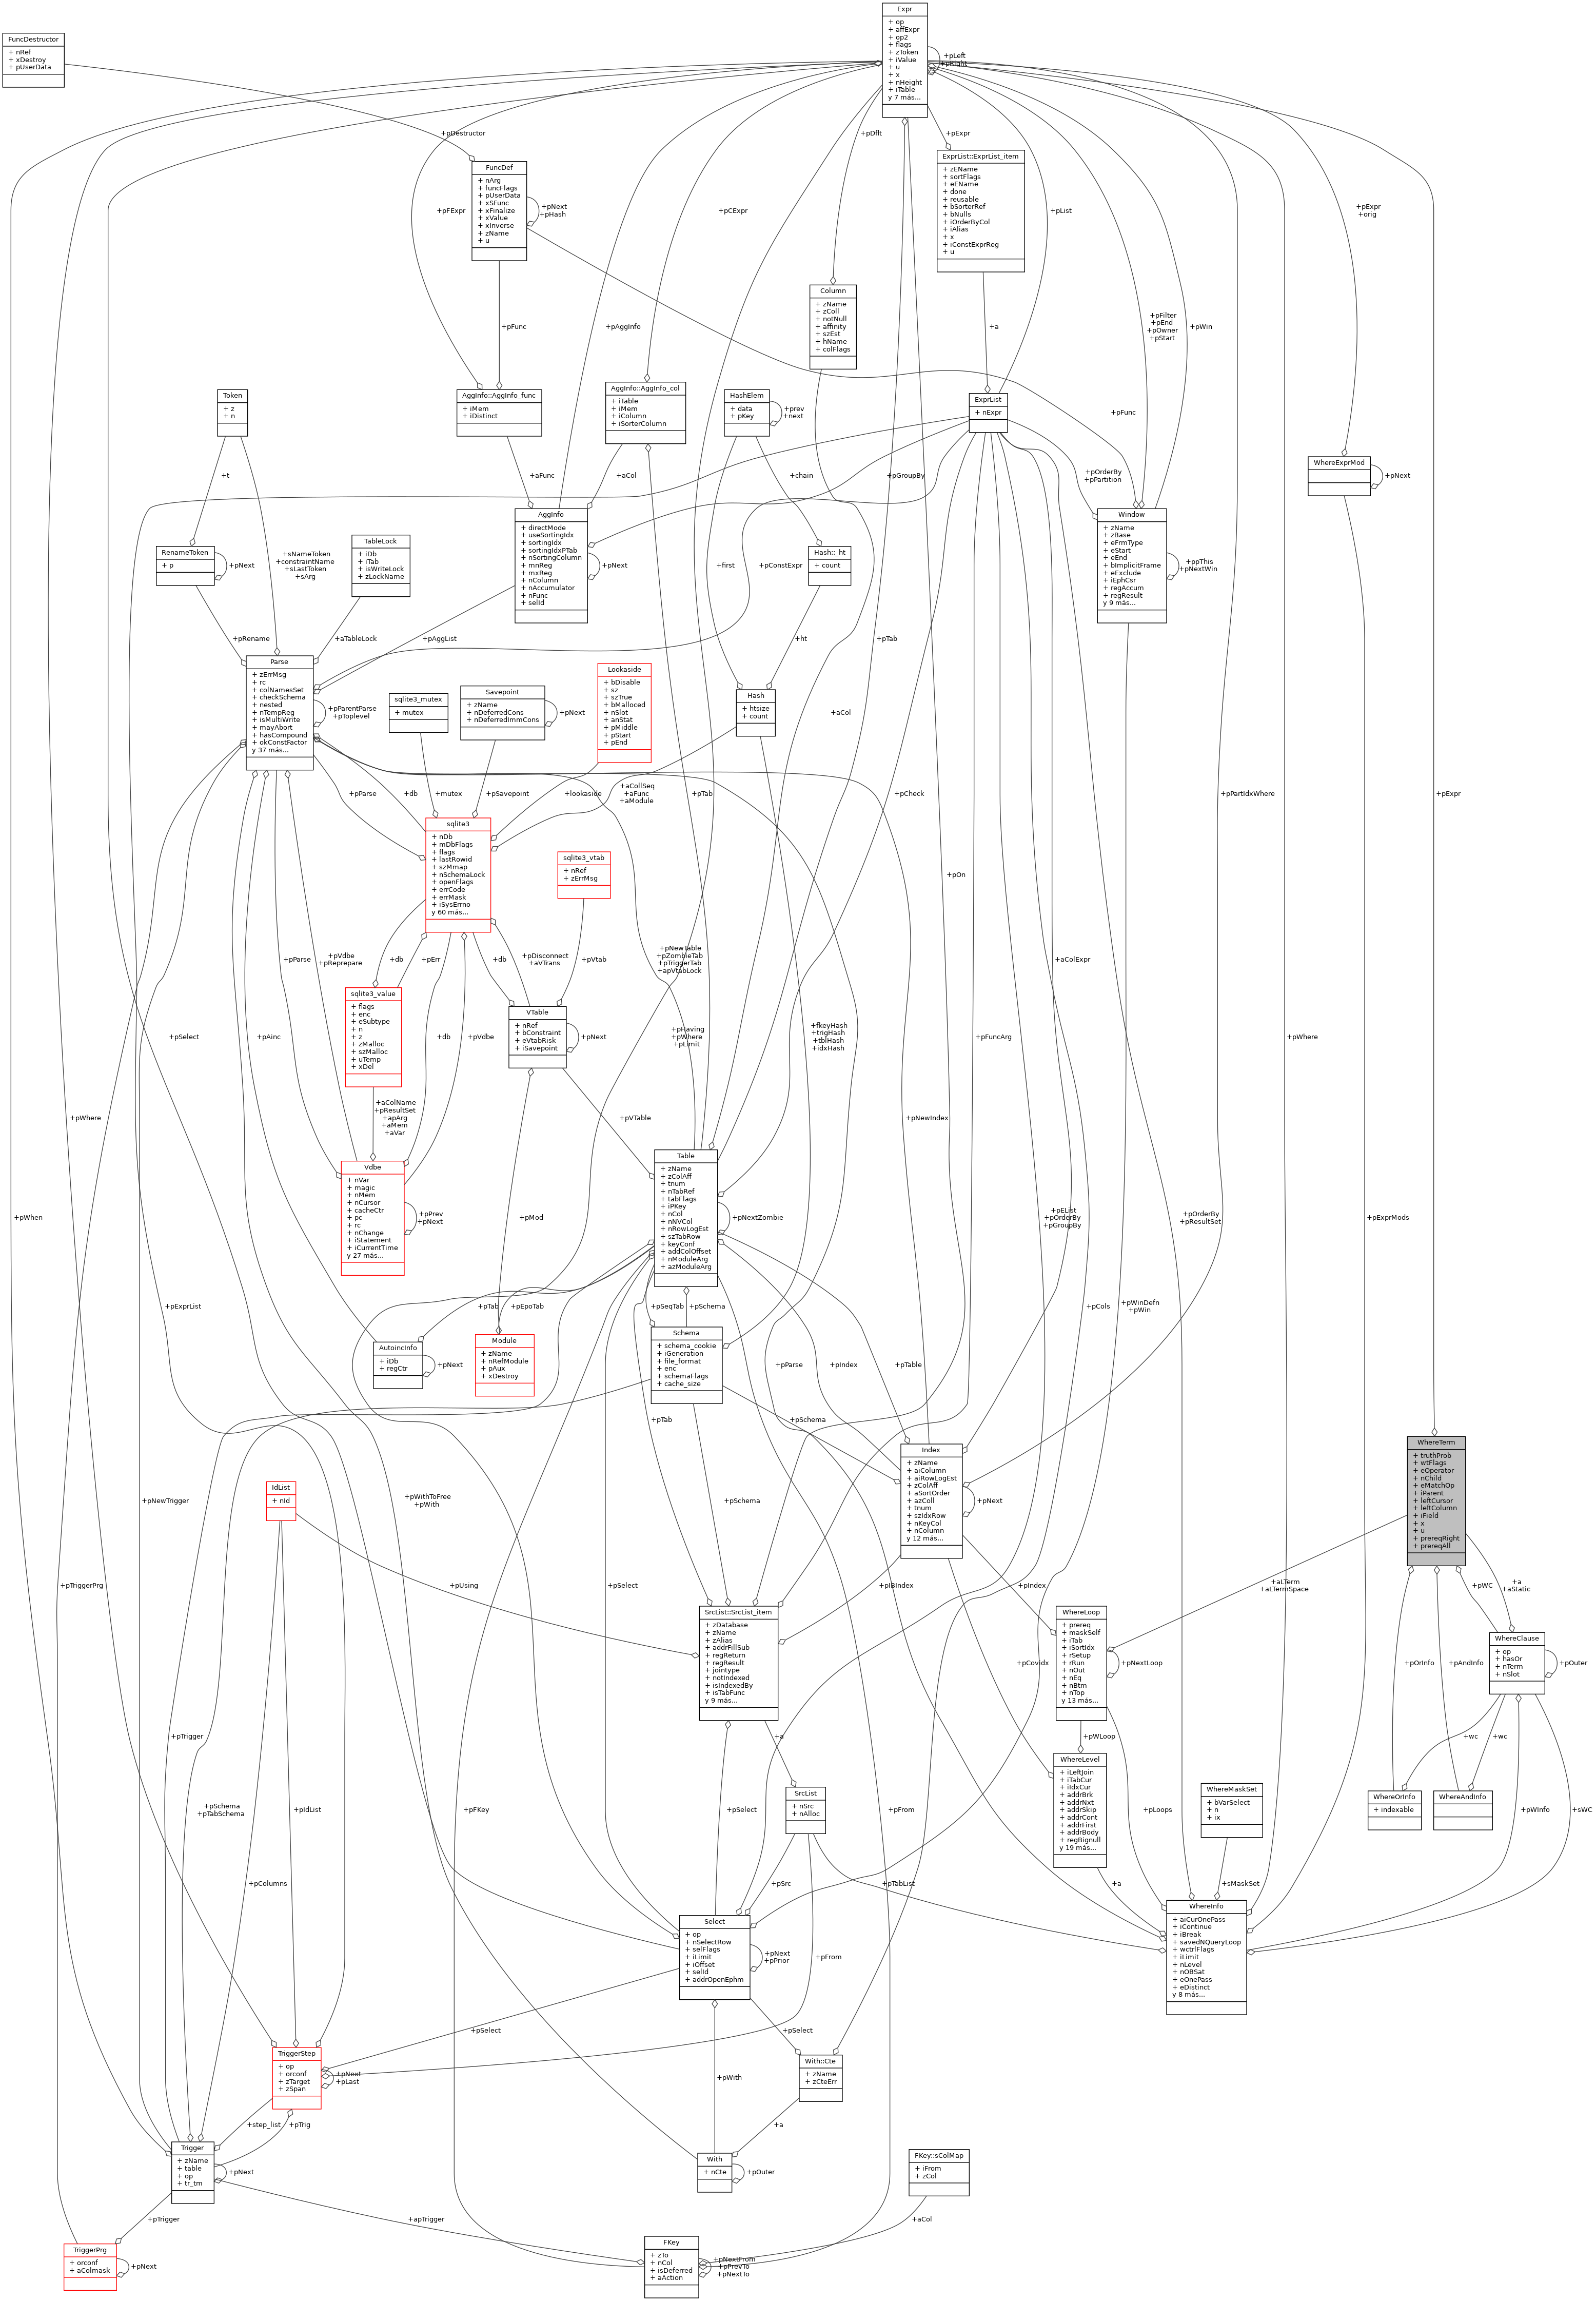 Expr
+ op
+ affExpr
+ op2
+ flags
+ zToken
+ iValue
+ u
+ x
+ nHeight
+ iTable
y 7 más...
+pLeft
+pRight
FuncDestructor
+ nRef
+ xDestroy
+ pUserData
+pDestructor
+pDflt
+pExpr
FuncDef
+ nArg
+ funcFlags
+ pUserData
+ xSFunc
+ xFinalize
+ xValue
+ xInverse
+ zName
+ u
+pNext
+pHash
ExprList::ExprList_item
+ zEName
+ sortFlags
+ eEName
+ done
+ reusable
+ bSorterRef
+ bNulls
+ iOrderByCol
+ iAlias
+ x
+ iConstExprReg
+ u
+pFExpr
+pCExpr
+pList
+pExpr
+orig
Column
+ zName
+ zColl
+ notNull
+ affinity
+ szEst
+ hName
+ colFlags
+pFunc
+pAggInfo
+a
+pFilter
+pEnd
+pOwner
+pStart
+pWin
Token
+ z
+ n
AggInfo::AggInfo_func
+ iMem
+ iDistinct
AggInfo::AggInfo_col
+ iTable
+ iMem
+ iColumn
+ iSorterColumn
HashElem
+ data
+ pKey
+prev
+next
ExprList
+ nExpr
+pFunc
WhereExprMod
+pNext
+t
+aFunc
+aCol
+chain
+pGroupBy
+pOrderBy
+pPartition
RenameToken
+ p
+pNext
+sNameToken
+constraintName
+sLastToken
+sArg
TableLock
+ iDb
+ iTab
+ isWriteLock
+ zLockName
AggInfo
+ directMode
+ useSortingIdx
+ sortingIdx
+ sortingIdxPTab
+ nSortingColumn
+ mnReg
+ mxReg
+ nColumn
+ nAccumulator
+ nFunc
+ selId
+pNext
+first
+pConstExpr
Hash::_ht
+ count
Window
+ zName
+ zBase
+ eFrmType
+ eStart
+ eEnd
+ bImplicitFrame
+ eExclude
+ iEphCsr
+ regAccum
+ regResult
y 9 más...
+ppThis
+pNextWin
+pRename
+aTableLock
+pAggList
+ht
+pTab
Parse
+ zErrMsg
+ rc
+ colNamesSet
+ checkSchema
+ nested
+ nTempReg
+ isMultiWrite
+ mayAbort
+ hasCompound
+ okConstFactor
y 37 más...
+pParentParse
+pToplevel
sqlite3_mutex
+ mutex
Savepoint
+ zName
+ nDeferredCons
+ nDeferredImmCons
+pNext
Lookaside
+ bDisable
+ sz
+ szTrue
+ bMalloced
+ nSlot
+ anStat
+ pMiddle
+ pStart
+ pEnd
Hash
+ htsize
+ count
+aCol
+pParse
+db
+mutex
+pSavepoint
+lookaside
+aCollSeq
+aFunc
+aModule
+pTab
+pCheck
+pPartIdxWhere
+pExpr
sqlite3
+ nDb
+ mDbFlags
+ flags
+ lastRowid
+ szMmap
+ nSchemaLock
+ openFlags
+ errCode
+ errMask
+ iSysErrno
y 60 más...
sqlite3_vtab
+ nRef
+ zErrMsg
+pOn
+pParse
+pVdbe
+pReprepare
+db
+pErr
+pDisconnect
+aVTrans
+db
+pVtab
+pNewTable
+pZombieTab
+pTriggerTab
+apVtabLock
+aColExpr
sqlite3_value
+ flags
+ enc
+ eSubtype
+ n
+ z
+ zMalloc
+ szMalloc
+ uTemp
+ xDel
VTable
+ nRef
+ bConstraint
+ eVtabRisk
+ iSavepoint
+pNext
+pSelect
+pAinc
+db
+pVdbe
+pHaving
+pWhere
+pLimit
+fkeyHash
+trigHash
+tblHash
+idxHash
+pFuncArg
+pWhere
+pWhere
+aColName
+pResultSet
+apArg
+aMem
+aVar
+pVTable
+pNewIndex
Vdbe
+ nVar
+ magic
+ nMem
+ nCursor
+ cacheCtr
+ pc
+ rc
+ nChange
+ iStatement
+ iCurrentTime
y 27 más...
+pPrev
+pNext
Table
+ zName
+ zColAff
+ tnum
+ nTabRef
+ tabFlags
+ iPKey
+ nCol
+ nNVCol
+ nRowLogEst
+ szTabRow
+ keyConf
+ addColOffset
+ nModuleArg
+ azModuleArg
+pNextZombie
+pWhen
+pMod
+pEList
+pOrderBy
+pGroupBy
+pOrderBy
+pResultSet
+pExprMods
+pExprList
+pTab
+pEpoTab
+pSeqTab
+pSchema
+pCols
+pWinDefn
+pWin
AutoincInfo
+ iDb
+ regCtr
+pNext
Module
+ zName
+ nRefModule
+ pAux
+ xDestroy
Schema
+ schema_cookie
+ iGeneration
+ file_format
+ enc
+ schemaFlags
+ cache_size
+pParse
+pIndex
+pTable
+pTab
+pSchema
Index
+ zName
+ aiColumn
+ aiRowLogEst
+ zColAff
+ aSortOrder
+ azColl
+ tnum
+ szIdxRow
+ nKeyCol
+ nColumn
y 12 más...
+pNext
WhereTerm
+ truthProb
+ wtFlags
+ eOperator
+ nChild
+ eMatchOp
+ iParent
+ leftCursor
+ leftColumn
+ iField
+ x
+ u
+ prereqRight
+ prereqAll
IdList
+ nId
+pNewTrigger
+pWithToFree
+pWith
+pSchema
+pTriggerPrg
+pUsing
+pSelect
+pIBIndex
+pIndex
+aLTerm
+aLTermSpace
+pWC
+a
+aStatic
SrcList::SrcList_item
+ zDatabase
+ zName
+ zAlias
+ addrFillSub
+ regReturn
+ regResult
+ jointype
+ notIndexed
+ isIndexedBy
+ isTabFunc
y 9 más...
WhereLoop
+ prereq
+ maskSelf
+ iTab
+ iSortIdx
+ rSetup
+ rRun
+ nOut
+ nEq
+ nBtm
+ nTop
y 13 más...
+pNextLoop
+pCovIdx
+pOrInfo
+pAndInfo
WhereClause
+ op
+ hasOr
+ nTerm
+ nSlot
+pOuter
+pTrigger
+a
+pWLoop
+wc
+wc
WhereLevel
+ iLeftJoin
+ iTabCur
+ iIdxCur
+ addrBrk
+ addrNxt
+ addrSkip
+ addrCont
+ addrFirst
+ addrBody
+ regBignull
y 19 más...
SrcList
+ nSrc
+ nAlloc
WhereMaskSet
+ bVarSelect
+ n
+ ix
WhereOrInfo
+ indexable
WhereAndInfo
+pSchema
+pTabSchema
+pIdList
+pFKey
+pSelect
+pFrom
+pLoops
+pWInfo
+sWC
+pColumns
+pSrc
+pTabList
+a
+sMaskSet
WhereInfo
+ aiCurOnePass
+ iContinue
+ iBreak
+ savedNQueryLoop
+ wctrlFlags
+ iLimit
+ nLevel
+ nOBSat
+ eOnePass
+ eDistinct
y 8 más...
Select
+ op
+ nSelectRow
+ selFlags
+ iLimit
+ iOffset
+ selId
+ addrOpenEphm
+pNext
+pPrior
+pFrom
+pSelect
+pSelect
TriggerStep
+ op
+ orconf
+ zTarget
+ zSpan
+pNext
+pLast
With::Cte
+ zName
+ zCteErr
+pWith
+step_list
+pTrig
+a
Trigger
+ zName
+ table
+ op
+ tr_tm
+pNext
With
+ nCte
+pOuter
FKey::sColMap
+ iFrom
+ zCol
+pTrigger
+apTrigger
+aCol
TriggerPrg
+ orconf
+ aColmask
+pNext
FKey
+ zTo
+ nCol
+ isDeferred
+ aAction
+pNextFrom
+pPrevTo
+pNextTo